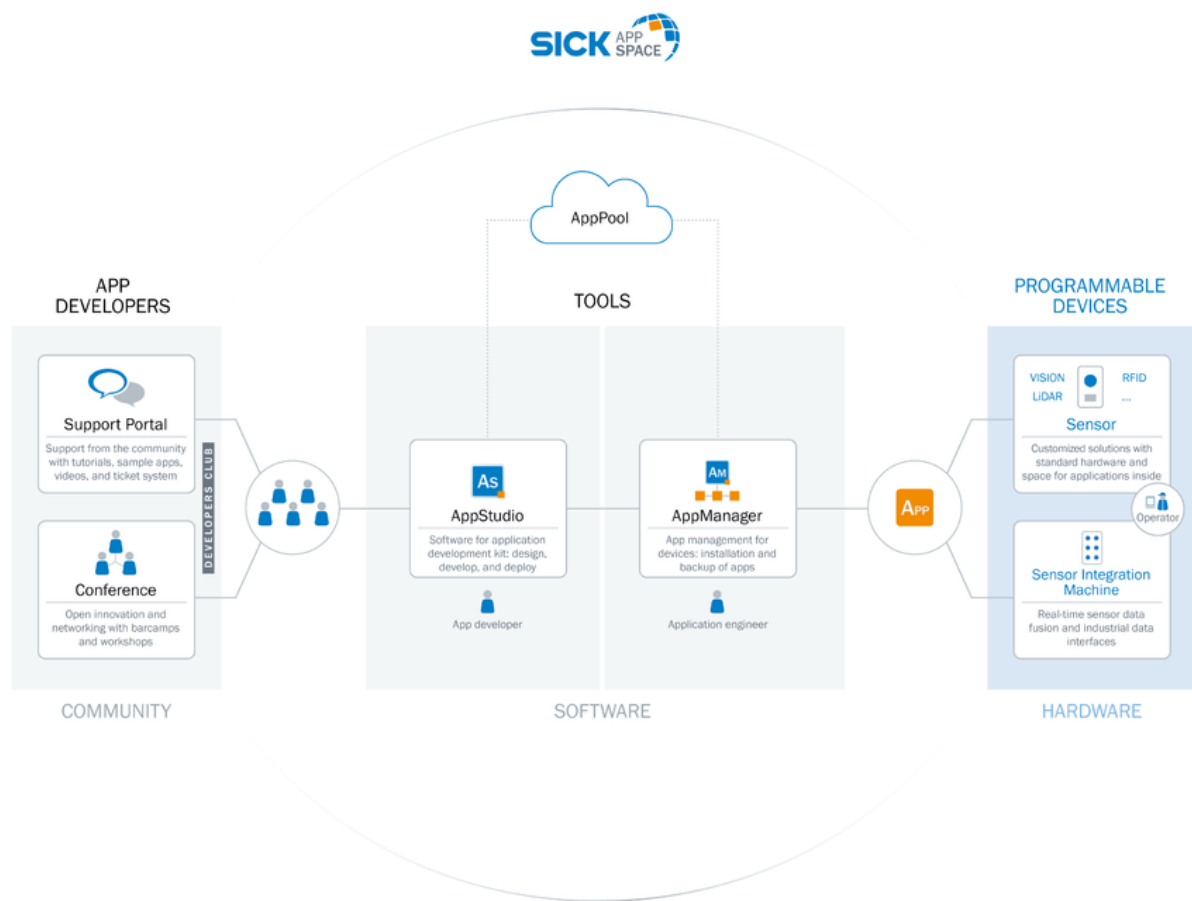 SICK APP
SPACE
AppPool
APP
DEVELOPERS
TOOLS
PROGRAMMABLE
DEVICES
Support Portal
Support from the community
with tutorials, sample apps,
videos, and ticket system
Conference
Open innovation and
networking with barcamps
and workshops
DEVELOPERS CLUB
As
AppStudio
Software for application
development kit: design,
develop, and deploy
App developer
AM
AppManager
App management for
devices: installation and
backup of apps
Application engineer
APP
VISION
RFID
LiDAR
...
Sensor
Customized solutions with
standard hardware and
space for applications inside
Operator
Sensor Integration
Machine
Real-time sensor data
fusion and industrial data
interfaces
COMMUNITY
SOFTWARE
HARDWARE